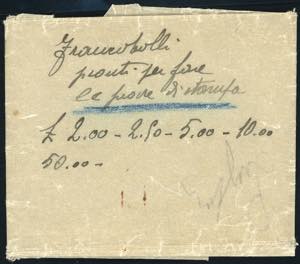 Francobolli
pronti per fare
le prove di stampa
£ 2.00 - 2.50 - 5.00 - 10.00
50.00 -